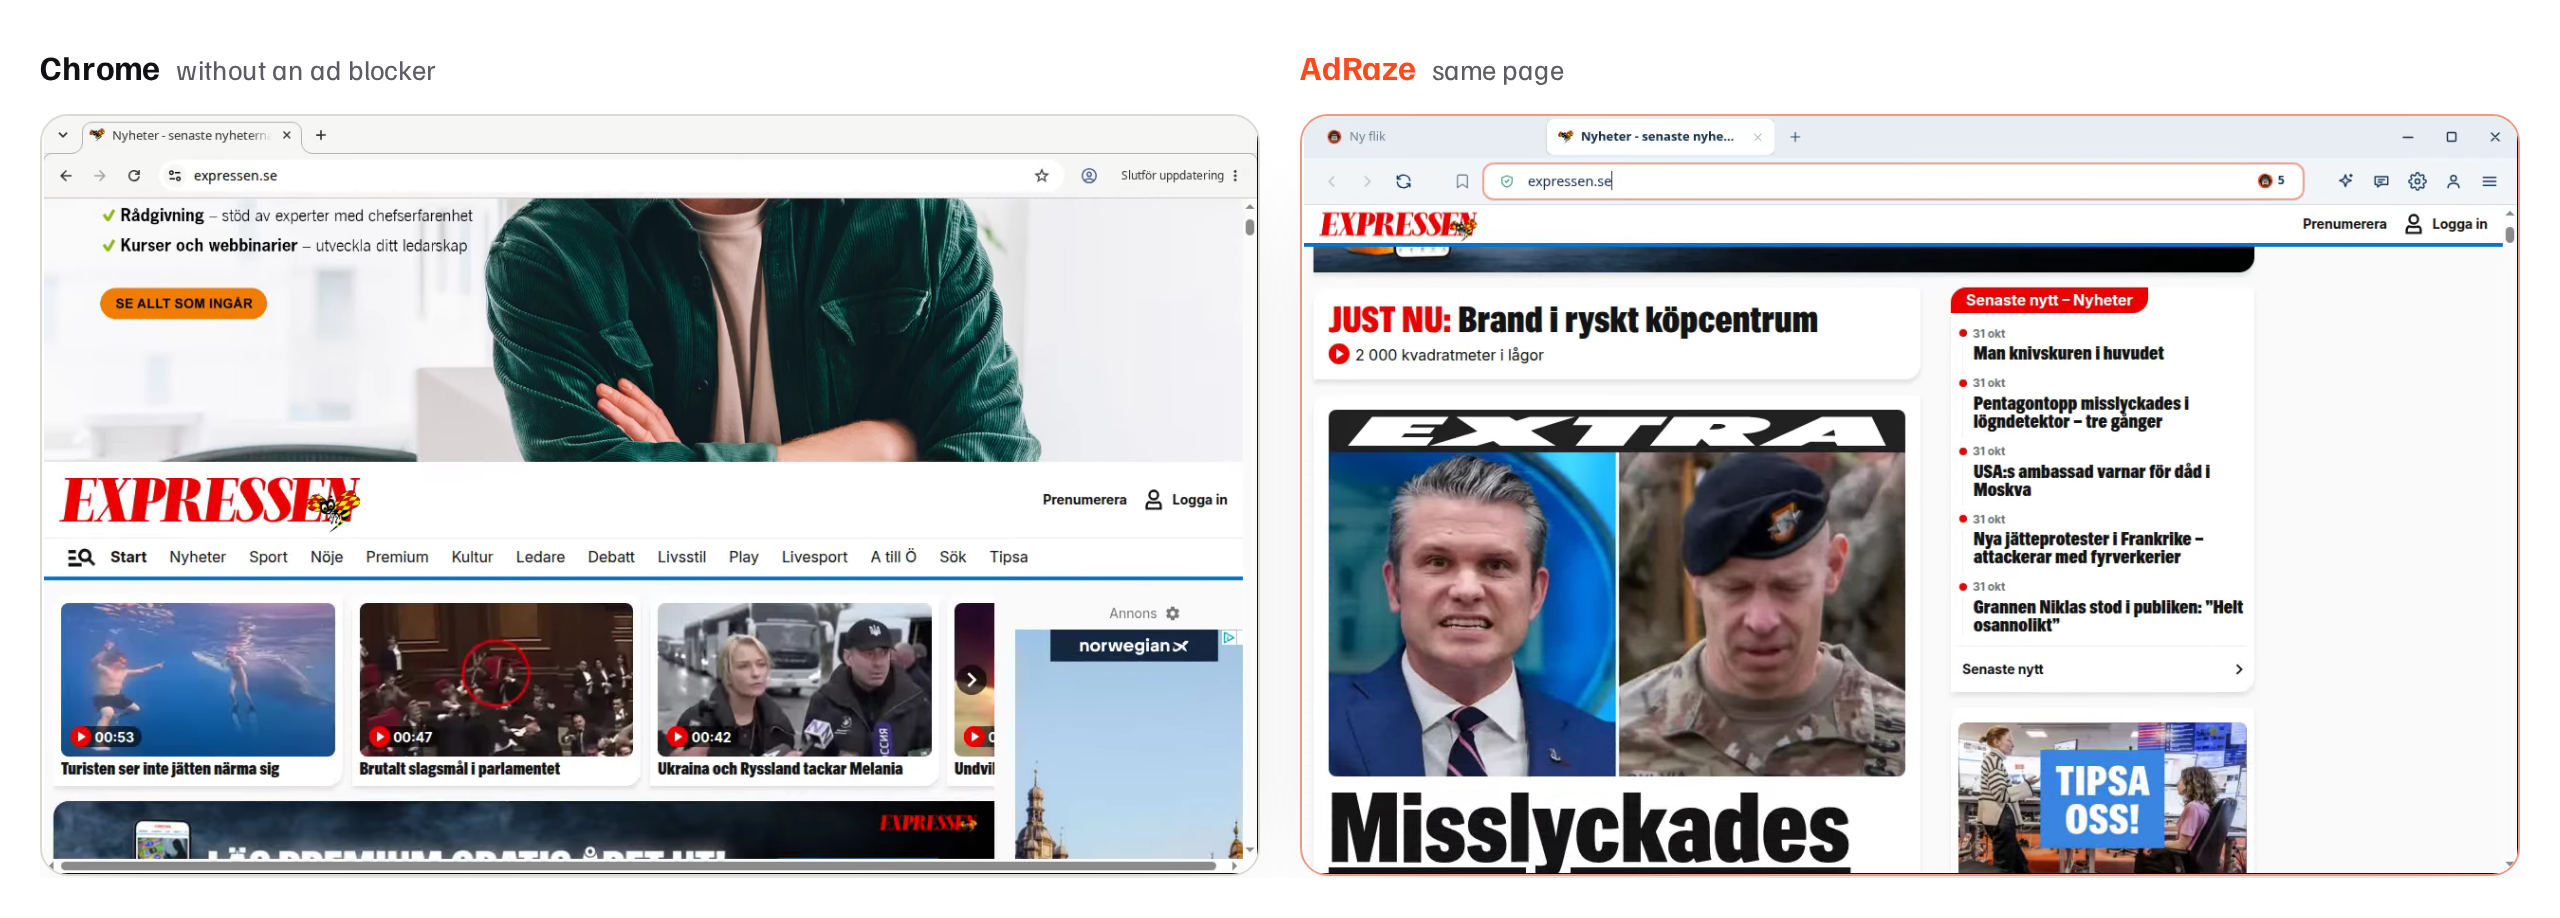 Chrome without an ad blocker
Nyheter - senaste nyheterna
expressen.se
Slutför uppdatering
✓ Rådgivning – stöd av experter med chefserfarenhet
✓ Kurser och webbinarier – utveckla ditt ledarskap
SE ALLT SOM INGÅR
EXPRESSEN
Prenumerera Logga in
Start Nyheter Sport Nöje Premium Kultur Ledare Debatt Livsstil Play Livesport A till Ö Sök Tipsa
00:53
Turisten ser inte jätten närma sig
00:47
Brutalt slagsmål i parlamentet
00:42
Ukraina och Ryssland tackar Melania
Annons
norwegian
EXPRESSEN
AdRaze same page
Ny flik
Nyheter - senaste nyhe...
expressen.se
5
EXPRESSEN
Prenumerera Logga in
JUST NU: Brand i ryskt köpcentrum
2 000 kvadratmeter i lågor
EXTRA
Misslyckades
Senaste nytt – Nyheter
31 okt
Man knivskuren i huvudet
31 okt
Pentagontopp misslyckades i
lögndetektor – tre gånger
31 okt
USA:s ambassad varnar för dåd i
Moskva
31 okt
Nya jätteprotester i Frankrike –
attackerar med fyrverkerier
31 okt
Grannen Niklas stod i publiken: ”Helt
osannolikt”
Senaste nytt
TIPSA
OSS!